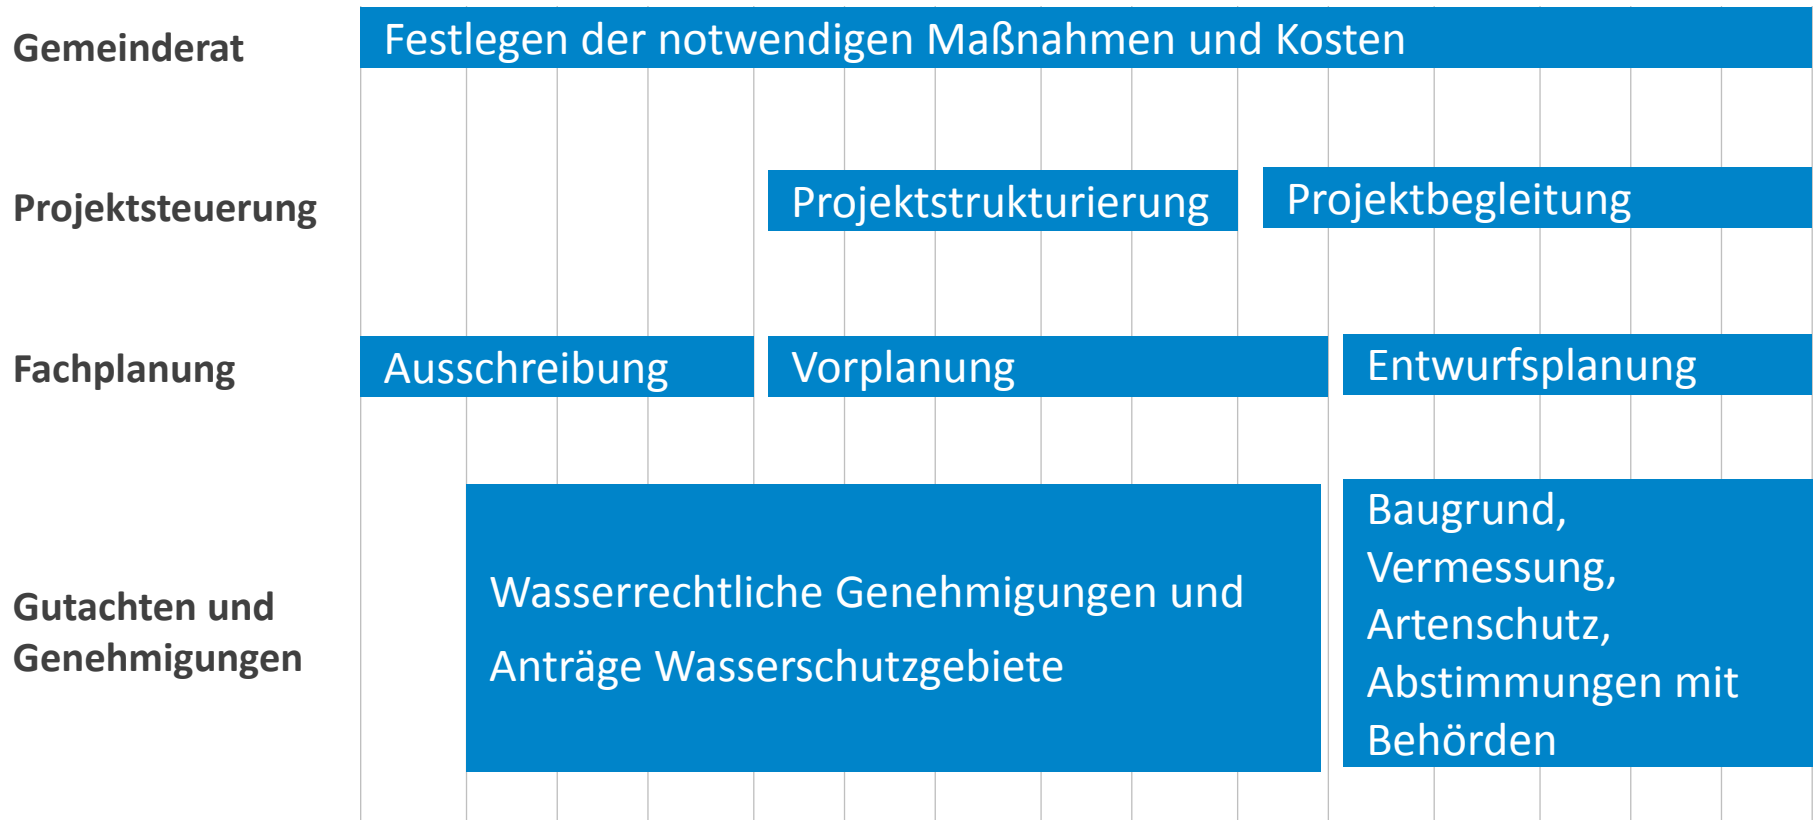 Gemeinderat
Festlegen der notwendigen Maßnahmen und Kosten
Projektsteuerung
Projektstrukturierung
Projektbegleitung
Fachplanung
Ausschreibung
Vorplanung
Entwurfsplanung
Gutachten und
Genehmigungen
Wasserrechtliche Genehmigungen und
Anträge Wasserschutzgebiete
Baugrund,
Vermessung,
Artenschutz,
Abstimmungen mit
Behörden